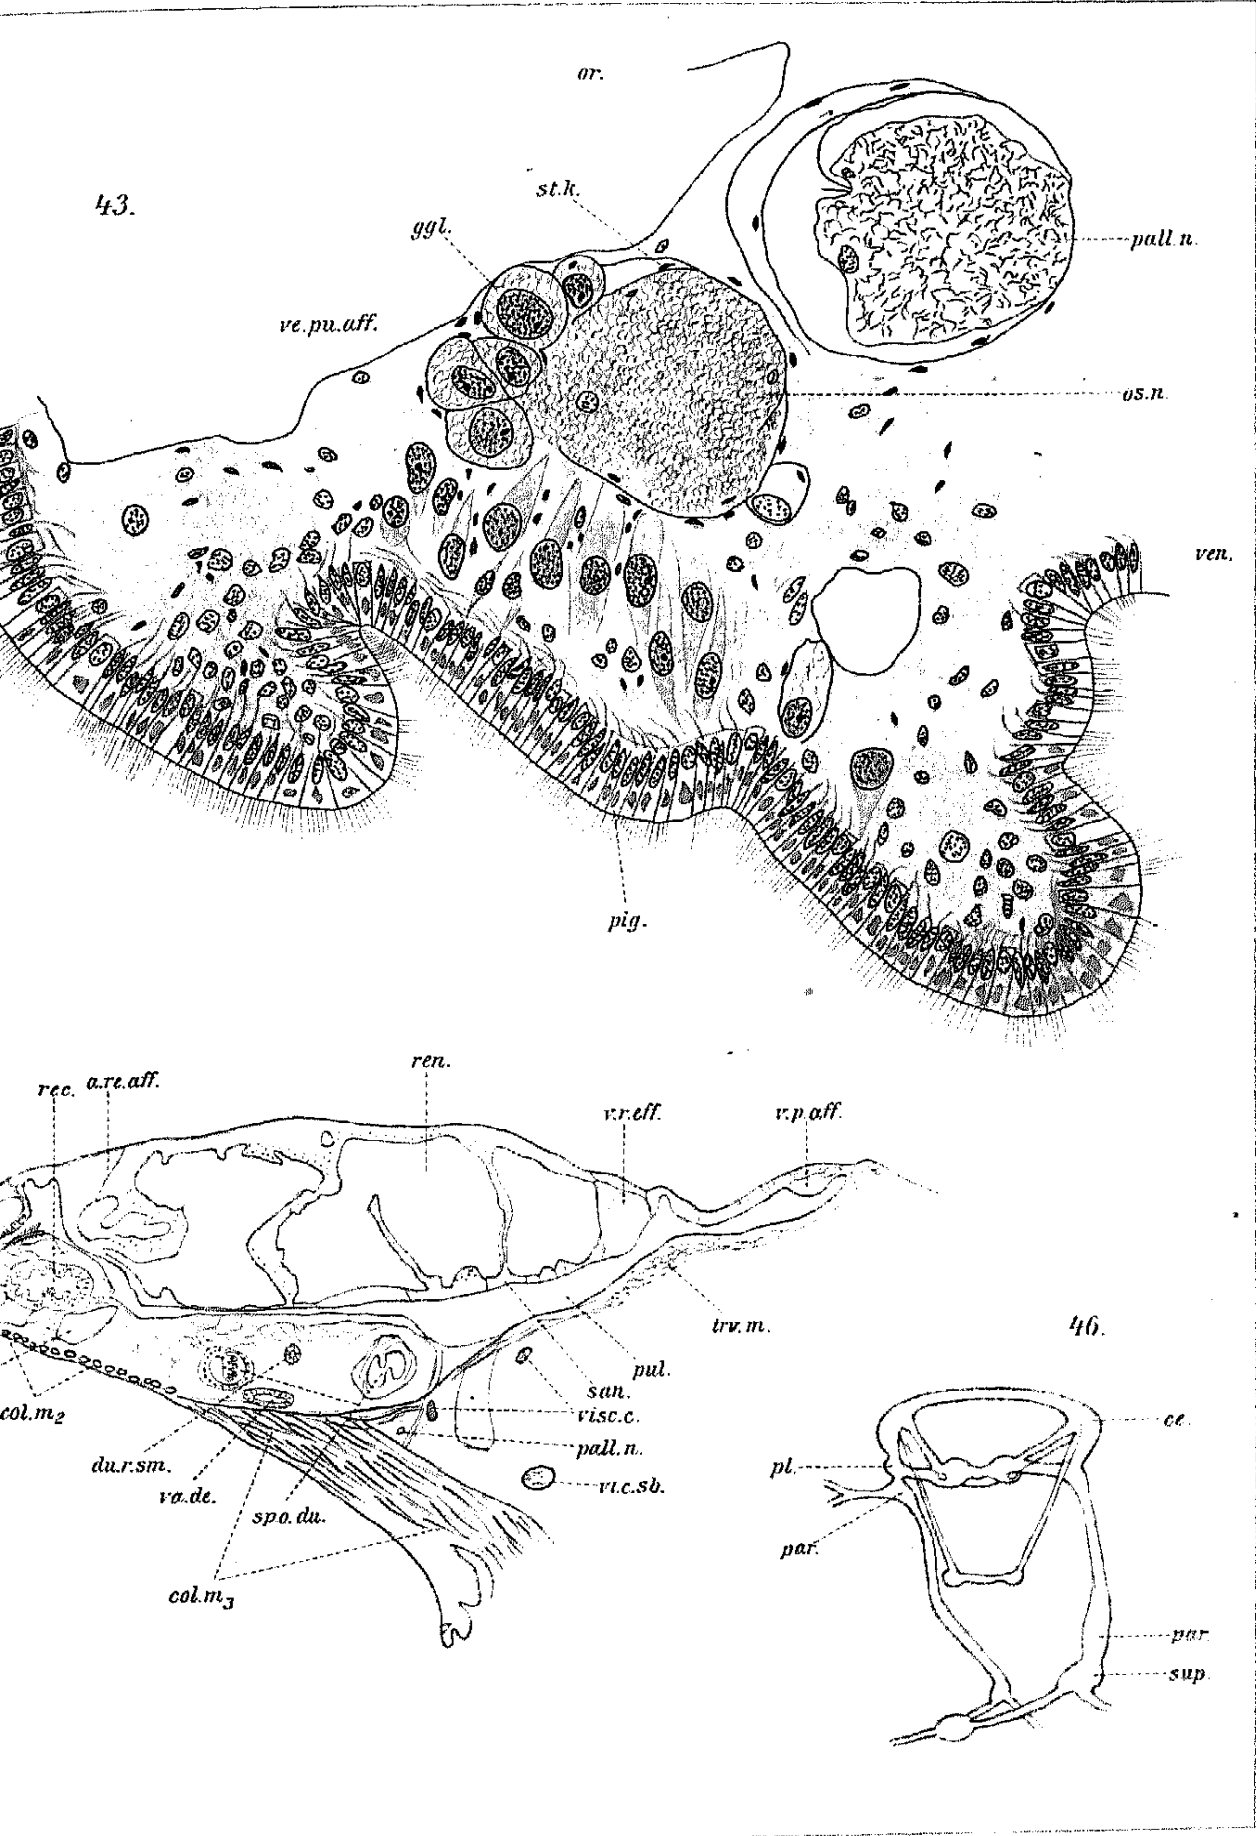 or.
43.
st.k.
ggl.
pall.n.
ve.pu.aff.
os.n.
ven.
pig.
ren.
rec. a.re.aff.
v.r.eff. v.p.aff.
trv.m.
46.
pul.
san.
col.m2
visc.c.
ce.
pall.n.
du.r.sm.
pl.
vi.c.sb.
va.de.
sp.o.du.
par.
col.m3
par.
sup.